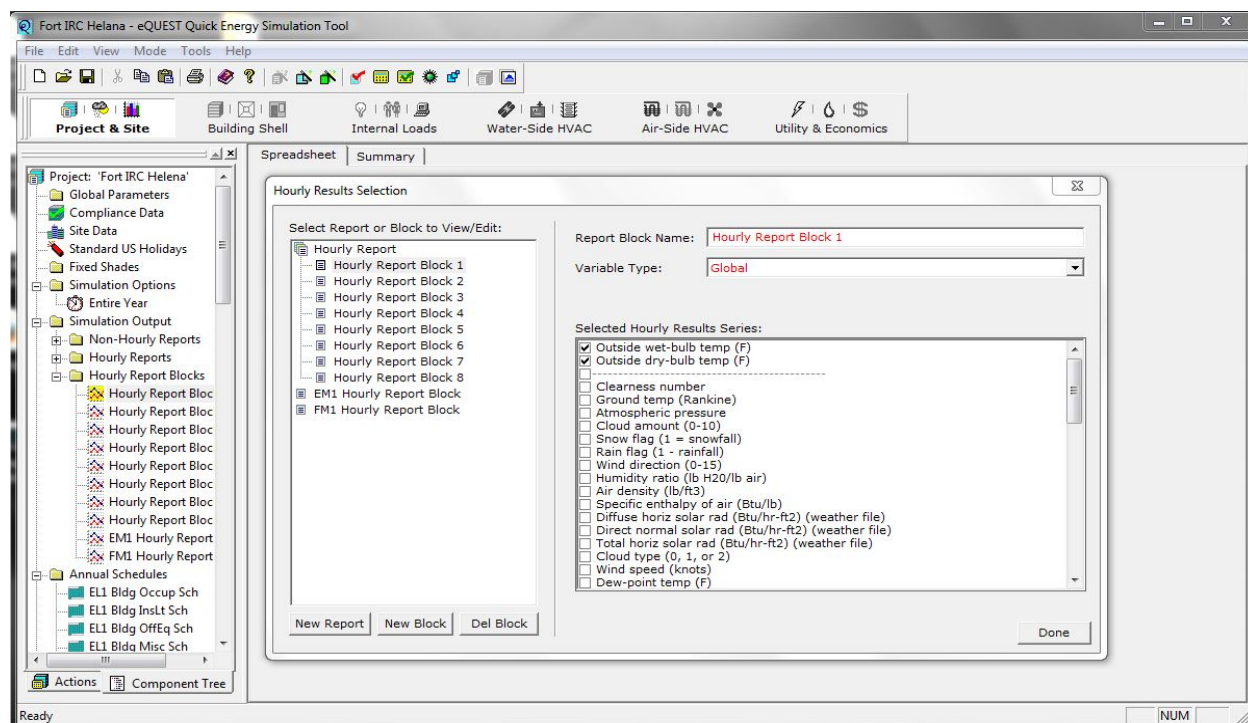 Fort IRC Helana - eQUEST Quick Energy Simulation Tool
File Edit View Mode Tools Help
Project & Site
Building Shell
Internal Loads
Water-Side HVAC
Air-Side HVAC
Utility & Economics
Project: 'Fort IRC Helena'
Global Parameters
Compliance Data
Site Data
Standard US Holidays
Fixed Shades
Simulation Options
Entire Year
Simulation Output
Non-Hourly Reports
Hourly Reports
Hourly Report Blocks
Hourly Report Bloc
Hourly Report Bloc
Hourly Report Bloc
Hourly Report Bloc
Hourly Report Bloc
Hourly Report Bloc
Hourly Report Bloc
Hourly Report Bloc
EM1 Hourly Report
FM1 Hourly Report
Annual Schedules
EL1 Bldg Occup Sch
EL1 Bldg InsLt Sch
EL1 Bldg OffEq Sch
EL1 Bldg Misc Sch
Actions
Component Tree
Spreadsheet
Summary
Hourly Results Selection
Select Report or Block to View/Edit:
Hourly Report
Hourly Report Block 1
Hourly Report Block 2
Hourly Report Block 3
Hourly Report Block 4
Hourly Report Block 5
Hourly Report Block 6
Hourly Report Block 7
Hourly Report Block 8
EM1 Hourly Report Block
FM1 Hourly Report Block
New Report
New Block
Del Block
Report Block Name: Hourly Report Block 1
Variable Type: Global
Selected Hourly Results Series:
Outside wet-bulb temp (F)
Outside dry-bulb temp (F)
----------------------------------------
Clearness number
Ground temp (Rankine)
Atmospheric pressure
Cloud amount (0-10)
Snow flag (1 = snowfall)
Rain flag (1 - rainfall)
Wind direction (0-15)
Humidity ratio (lb H20/lb air)
Air density (lb/ft3)
Specific enthalpy of air (Btu/lb)
Diffuse horiz solar rad (Btu/hr-ft2) (weather file)
Direct normal solar rad (Btu/hr-ft2) (weather file)
Total horiz solar rad (Btu/hr-ft2) (weather file)
Cloud type (0, 1, or 2)
Wind speed (knots)
Dew-point temp (F)
Done
Ready
NUM